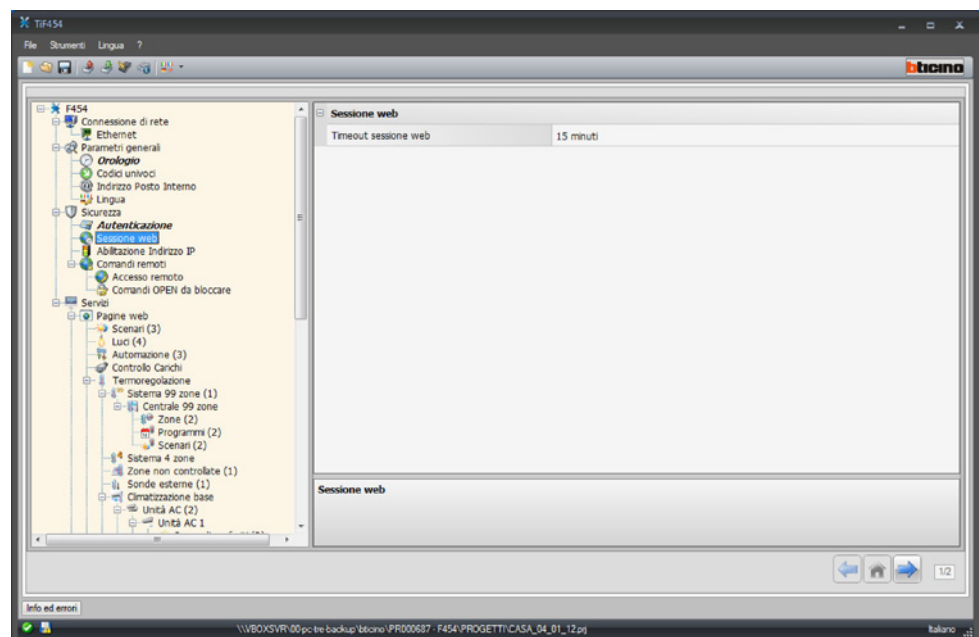 TiF454
File Strumenti Lingua ?
bticino
F454
Connessione di rete
Ethernet
Parametri generali
Orologio
Codici univoci
Indirizzo Posto Interno
Lingua
Sicurezza
Autenticazione
Sessione web
Abilitazione Indirizzo IP
Comandi remoti
Accesso remoto
Comandi OPEN da bloccare
Servizi
Pagine web
Scenari (3)
Luci (4)
Automazione (3)
Controllo Carichi
Termoregolazione
Sistema 99 zone (1)
Centrale 99 zone
Zone (2)
Programmi (2)
Scenari (2)
Sistema 4 zone
Zone non controllate (1)
Sonde esterne (1)
Climatizzazione base
Unità AC (2)
Unità AC 1
Sessione web
Timeout sessione web 15 minuti
Sessione web
1/2
Info ed errori
\\VBOXSVR\00-pc-tre-backup\bticino\PR000687 - F454\PROGETTI\CASA_04_01_12.prj
Italiano